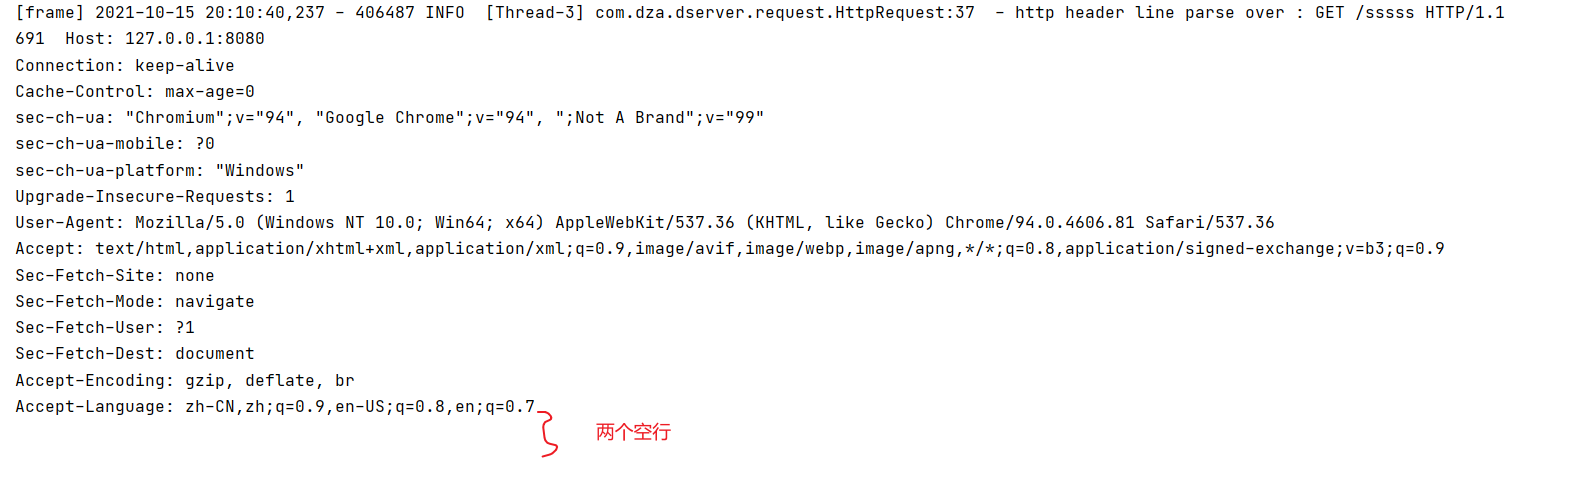 [frame] 2021-10-15 20:10:40,237 - 406487 INFO  [Thread-3] com.dza.dserver.request.HttpRequest:37  - http header line parse over : GET /sssss HTTP/1.1
691  Host: 127.0.0.1:8080
Connection: keep-alive
Cache-Control: max-age=0
sec-ch-ua: "Chromium";v="94", "Google Chrome";v="94", ";Not A Brand";v="99"
sec-ch-ua-mobile: ?0
sec-ch-ua-platform: "Windows"
Upgrade-Insecure-Requests: 1
User-Agent: Mozilla/5.0 (Windows NT 10.0; Win64; x64) AppleWebKit/537.36 (KHTML, like Gecko) Chrome/94.0.4606.81 Safari/537.36
Accept: text/html,application/xhtml+xml,application/xml;q=0.9,image/avif,image/webp,image/apng,*/*;q=0.8,application/signed-exchange;v=b3;q=0.9
Sec-Fetch-Site: none
Sec-Fetch-Mode: navigate
Sec-Fetch-User: ?1
Sec-Fetch-Dest: document
Accept-Encoding: gzip, deflate, br
Accept-Language: zh-CN,zh;q=0.9,en-US;q=0.8,en;q=0.7
两个空行